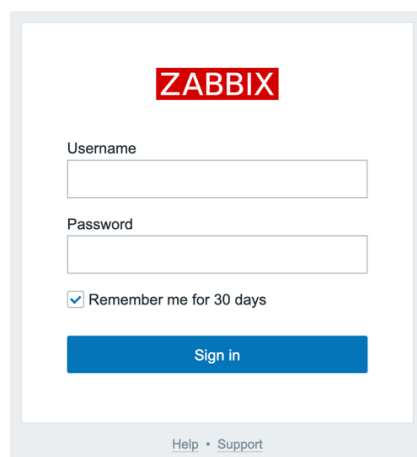 ZABBIX
Username
Password
Remember me for 30 days
Sign in
Help • Support